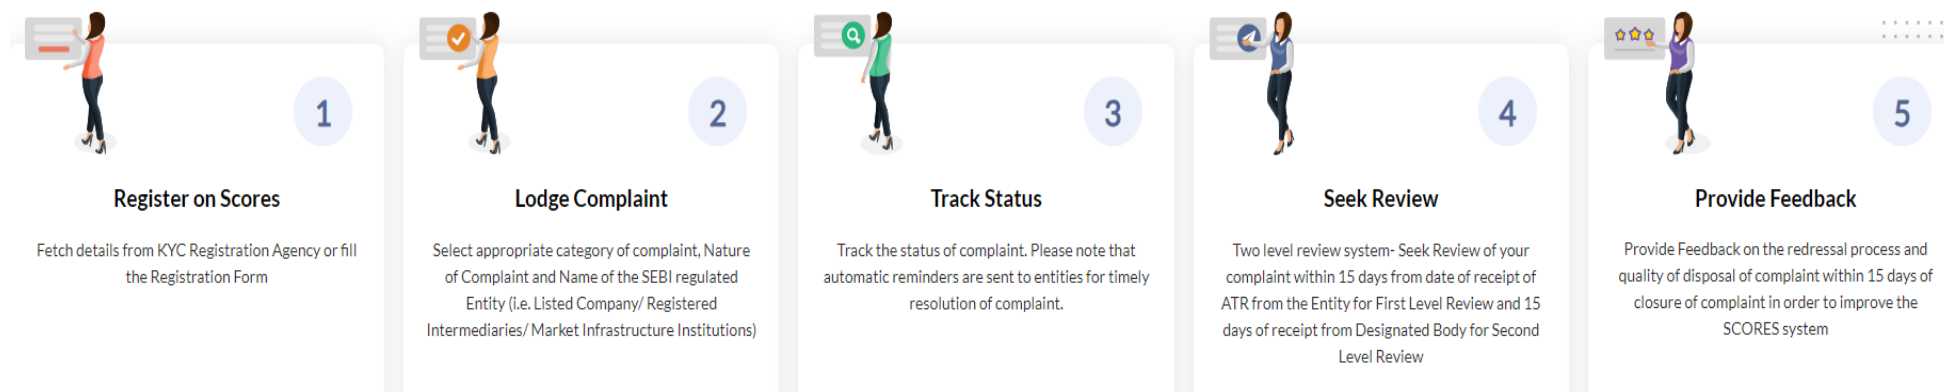 1
Register on Scores
Fetch details from KYC Registration Agency or fill
the Registration Form
2
Lodge Complaint
Select appropriate category of complaint, Nature
of Complaint and Name of the SEBI regulated
Entity (i.e. Listed Company/ Registered
Intermediaries/ Market Infrastructure Institutions)
3
Track Status
Track the status of complaint. Please note that
automatic reminders are sent to entities for timely
resolution of complaint.
4
Seek Review
Two level review system- Seek Review of your
complaint within 15 days from date of receipt of
ATR from the Entity for First Level Review and 15
days of receipt from Designated Body for Second
Level Review
5
Provide Feedback
Provide Feedback on the redressal process and
quality of disposal of complaint within 15 days of
closure of complaint in order to improve the
SCORES system